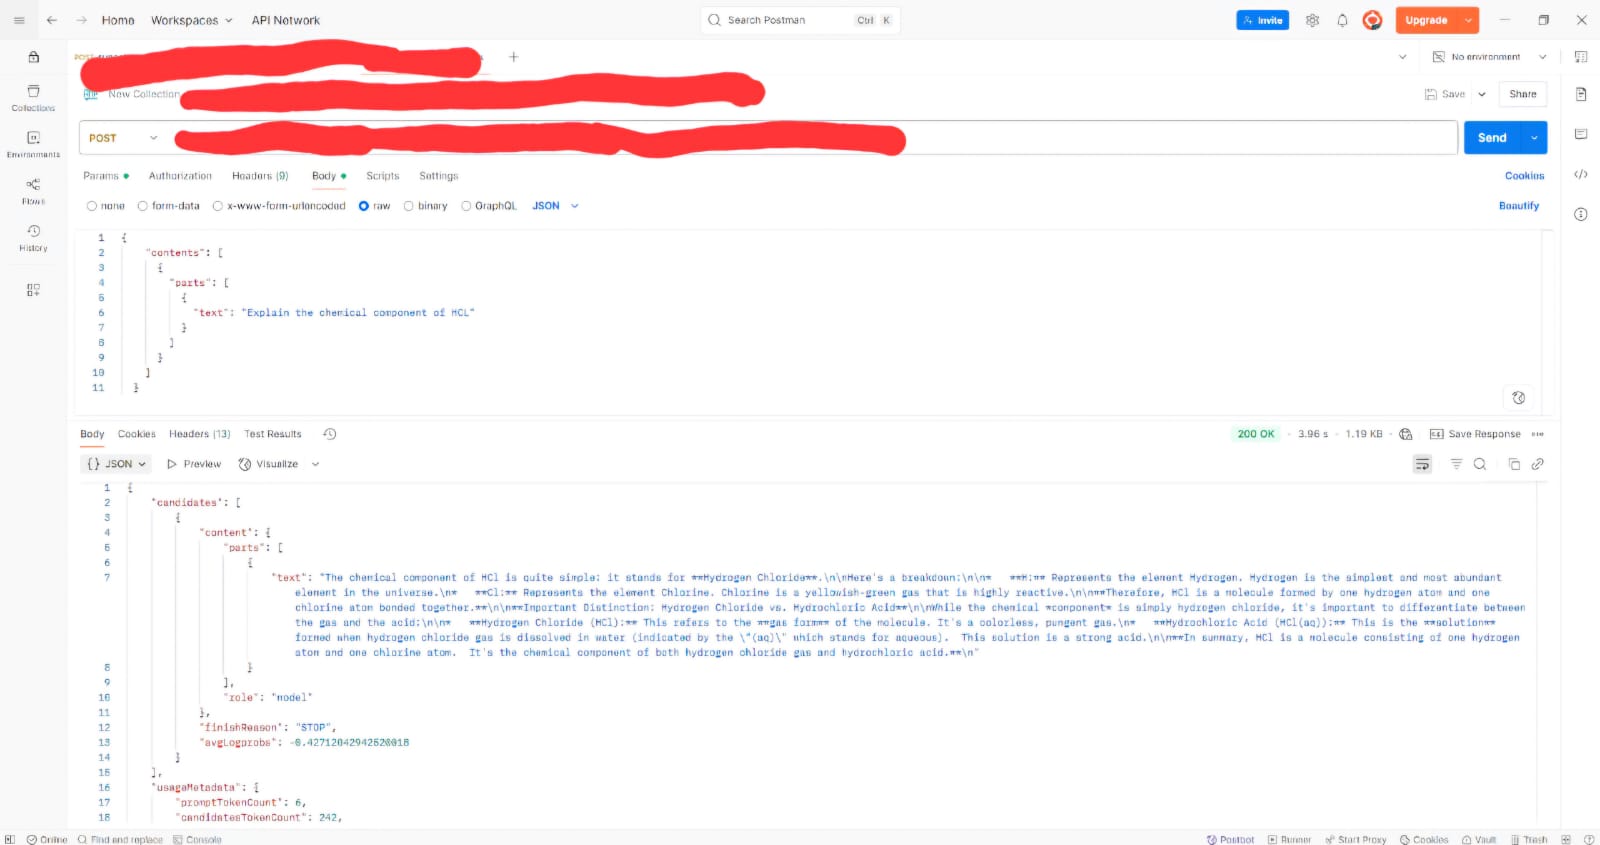 Home Workspaces API Network Search Postman Ctrl K Invite Upgrade
POST No environment
New Collection Save Share
POST Send
Params Authorization Headers (9) Body Scripts Settings Cookies
none form-data x-www-form-urlencoded raw binary GraphQL JSON Beautify
Collections
Environments
Flows
History
1 {
2 "contents": [
3 {
4 "parts": [
5 {
6 "text": "Explain the chemical component of HCL"
7 }
8 ]
9 }
10 ]
11 }
Body Cookies Headers (13) Test Results 200 OK 3.96 s 1.19 KB Save Response
{} JSON Preview Visualize
1 {
2 "candidates": [
3 {
4 "content": {
5 "parts": [
6 {
7 "text": "The chemical component of HCl is quite simple: it stands for **Hydrogen Chloride**.\n\nHere's a breakdown:\n\n*   **H:** Represents the element Hydrogen. Hydrogen is the simplest and most abundant
element in the universe.\n*   **Cl:** Represents the element Chlorine. Chlorine is a yellowish-green gas that is highly reactive.\n\n**Therefore, HCl is a molecule formed by one hydrogen atom and one
chlorine atom bonded together.**\n\n**Important Distinction: Hydrogen Chloride vs. Hydrochloric Acid**\n\nWhile the chemical *component* is simply hydrogen chloride, it's important to differentiate between
the gas and the acid:\n\n*   **Hydrogen Chloride (HCl):** This refers to the **gas form** of the molecule. It's a colorless, pungent gas.\n*   **Hydrochloric Acid (HCl(aq)):** This is the **solution**
formed when hydrogen chloride gas is dissolved in water (indicated by the \"(aq)\" which stands for aqueous).  This solution is a strong acid.\n\n**In summary, HCl is a molecule consisting of one hydrogen
atom and one chlorine atom.  It's the chemical component of both hydrogen chloride gas and hydrochloric acid.**\n"
8 }
9 ],
10 "role": "model"
11 },
12 "finishReason": "STOP",
13 "avgLogprobs": -0.42712042942620018
14 }
15 ],
16 "usageMetadata": {
17 "promptTokenCount": 6,
18 "candidatesTokenCount": 242,
Online Find and replace Console Postbot Runner Start Proxy Cookies Vault Trash